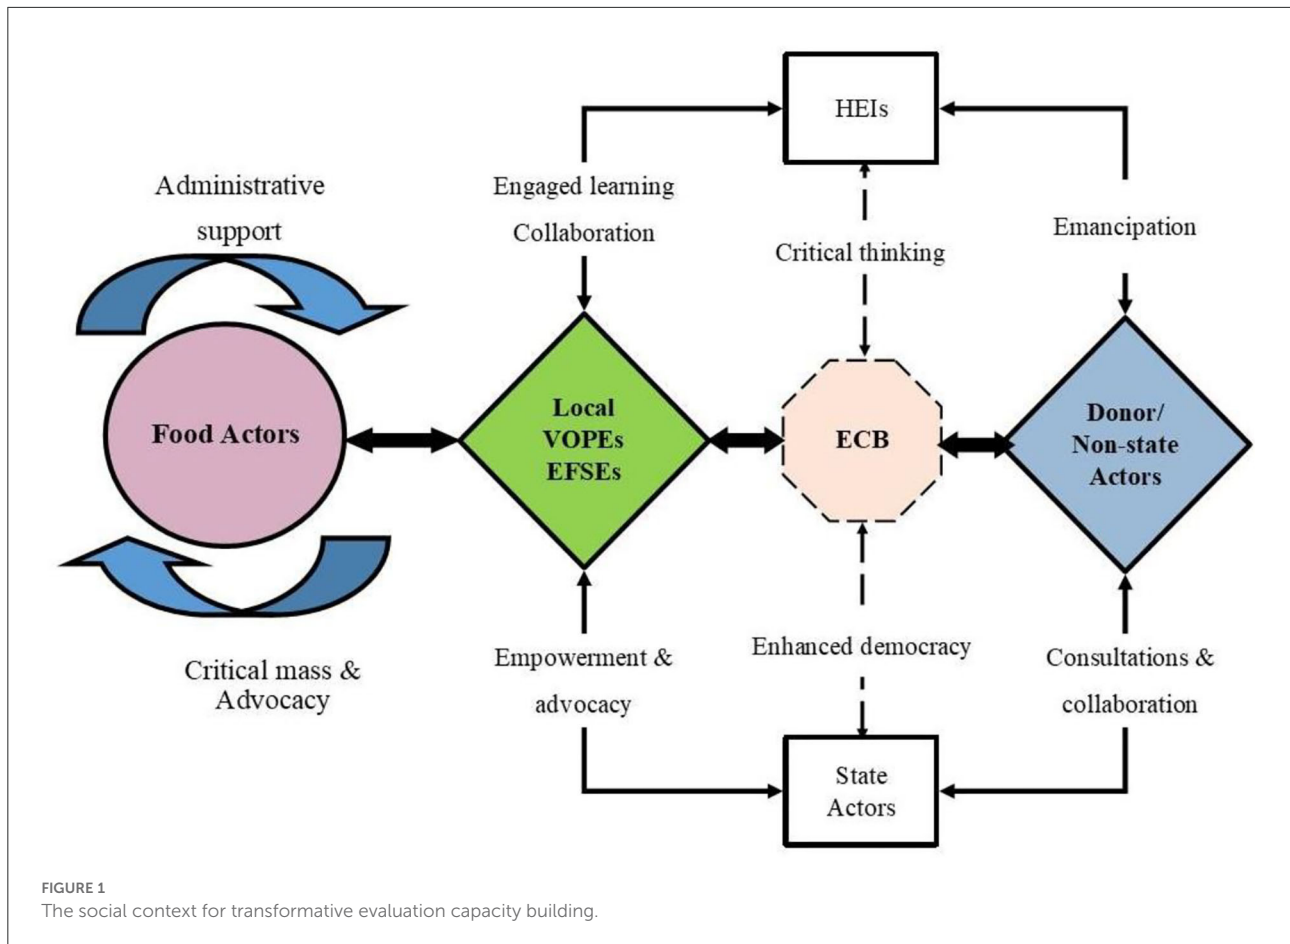 HEIs
Administrative
support
Engaged learning
Collaboration
Critical thinking
Emancipation
Food Actors
Local
VOPEs
EFSEs
ECB
Donor/
Non-state
Actors
Critical mass &
Advocacy
Empowerment &
advocacy
Enhanced democracy
Consultations &
collaboration
State
Actors
FIGURE 1
The social context for transformative evaluation capacity building.